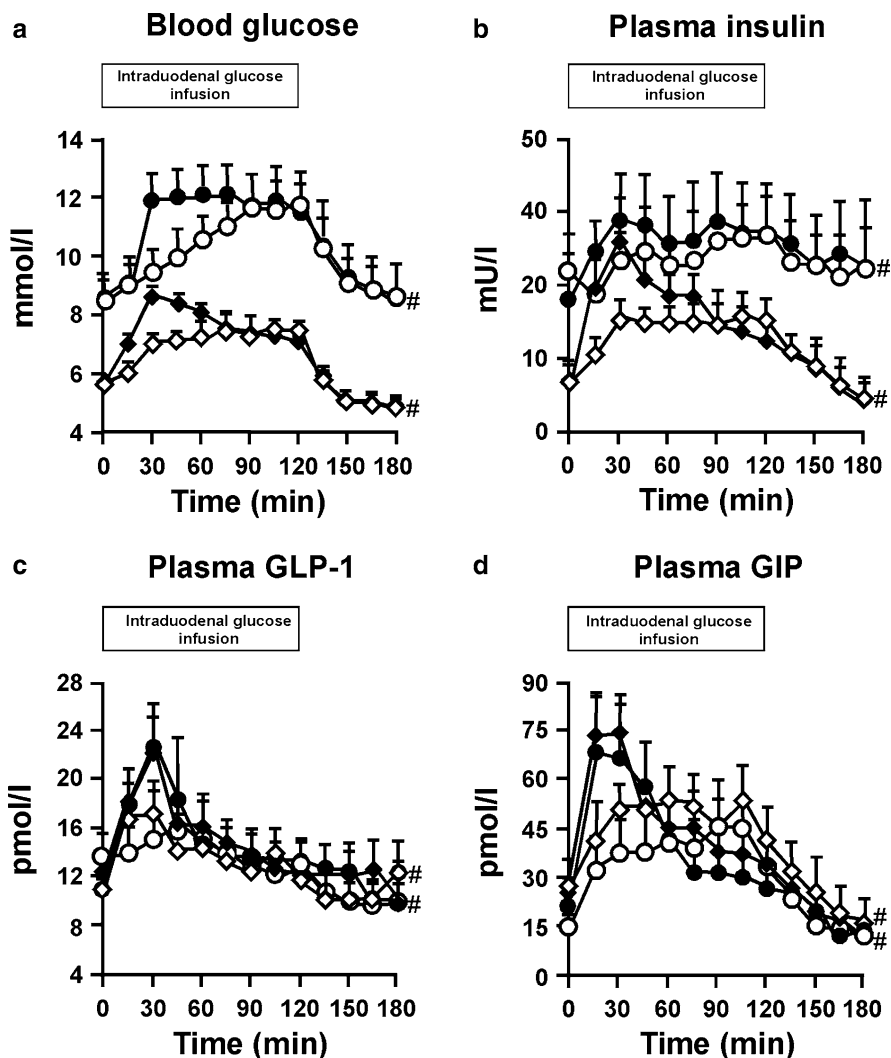 a Blood glucose
Intraduodenal glucose
infusion
14
12
10
8
6
4
mmol/l
#
#
0 30 60 90 120 150 180
Time (min)
b Plasma insulin
Intraduodenal glucose
infusion
50
40
20
10
0
mU/l
#
#
0 30 60 90 120 150 180
Time (min)
c Plasma GLP-1
Intraduodenal glucose
infusion
28
24
20
16
12
8
4
pmol/l
#
#
0 30 60 90 120 150 180
Time (min)
d Plasma GIP
Intraduodenal glucose
infusion
90
75
60
45
30
15
0
pmol/l
#
#
0 30 60 90 120 150 180
Time (min)